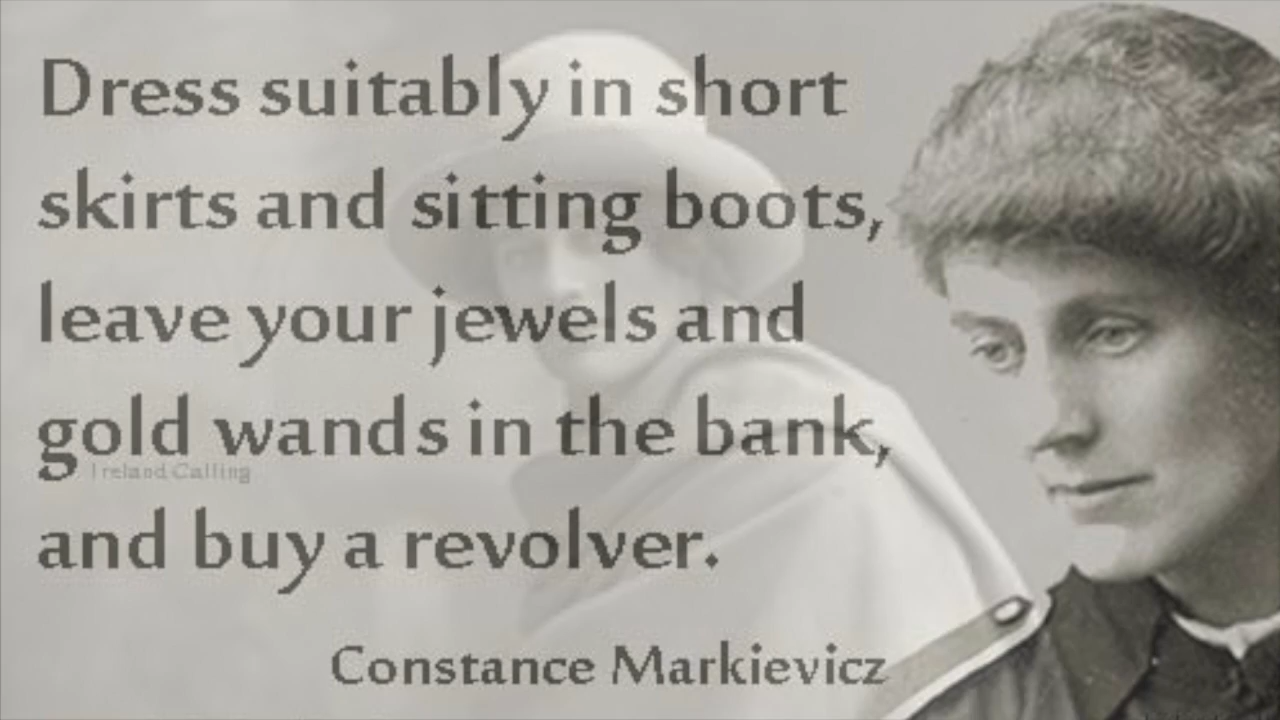 Dress suitably in short
skirts and sitting boots,
leave your jewels and
gold wands in the bank,
Ireland Calling
and buy a revolver.
Constance Markievicz